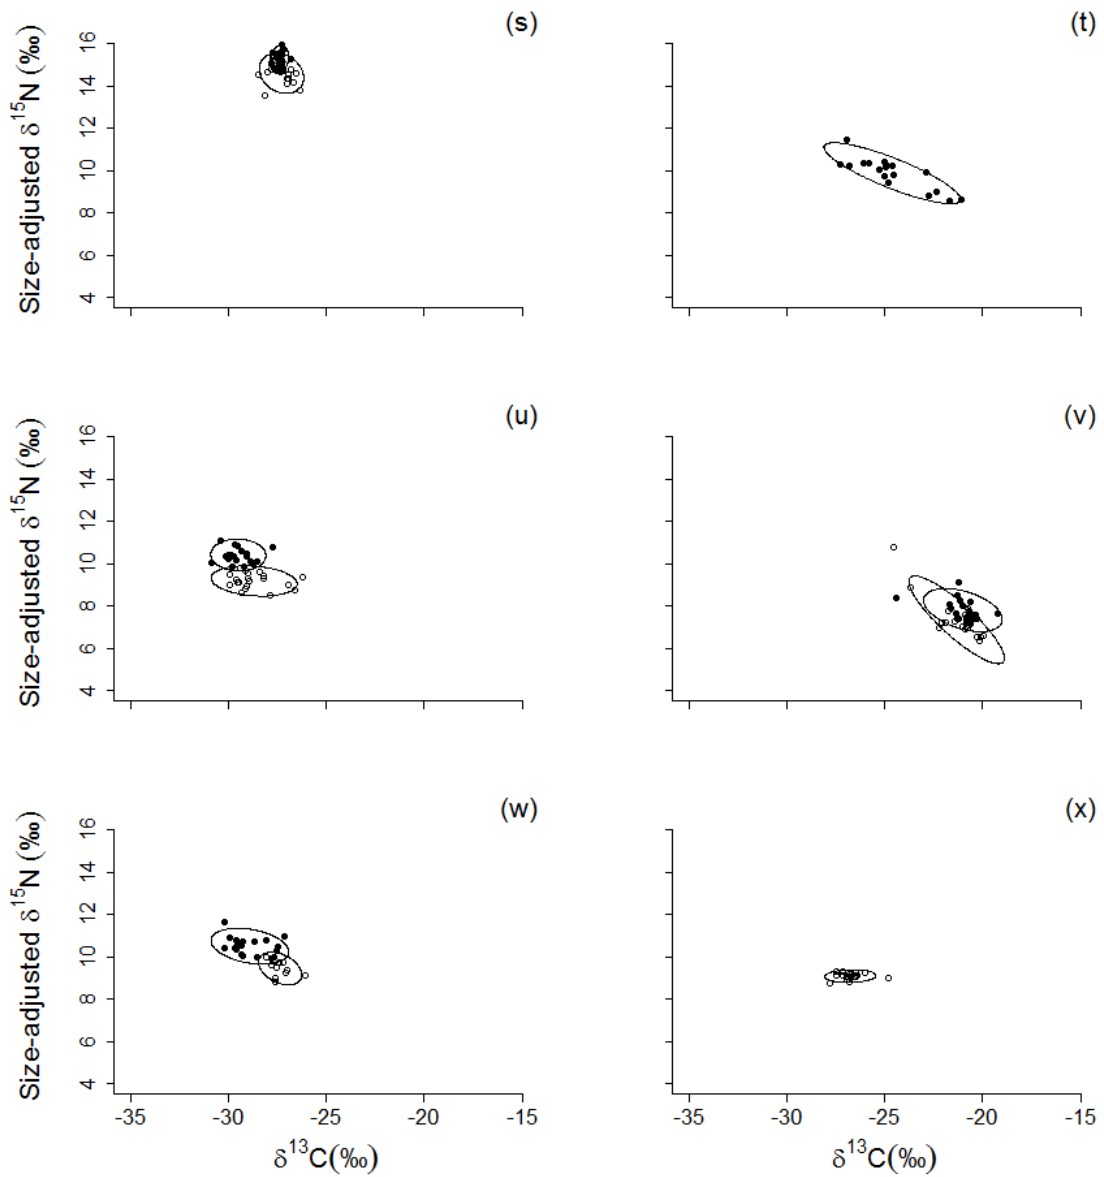 (s)
(t)
Size-adjusted δ¹⁵N (‰)
16
14
12
10
8
6
4
(u)
(v)
Size-adjusted δ¹⁵N (‰)
16
14
12
10
8
6
4
(w)
(x)
Size-adjusted δ¹⁵N (‰)
16
14
12
10
8
6
4
-35 -30 -25 -20 -15
-35 -30 -25 -20 -15
δ¹³C(‰)
δ¹³C(‰)